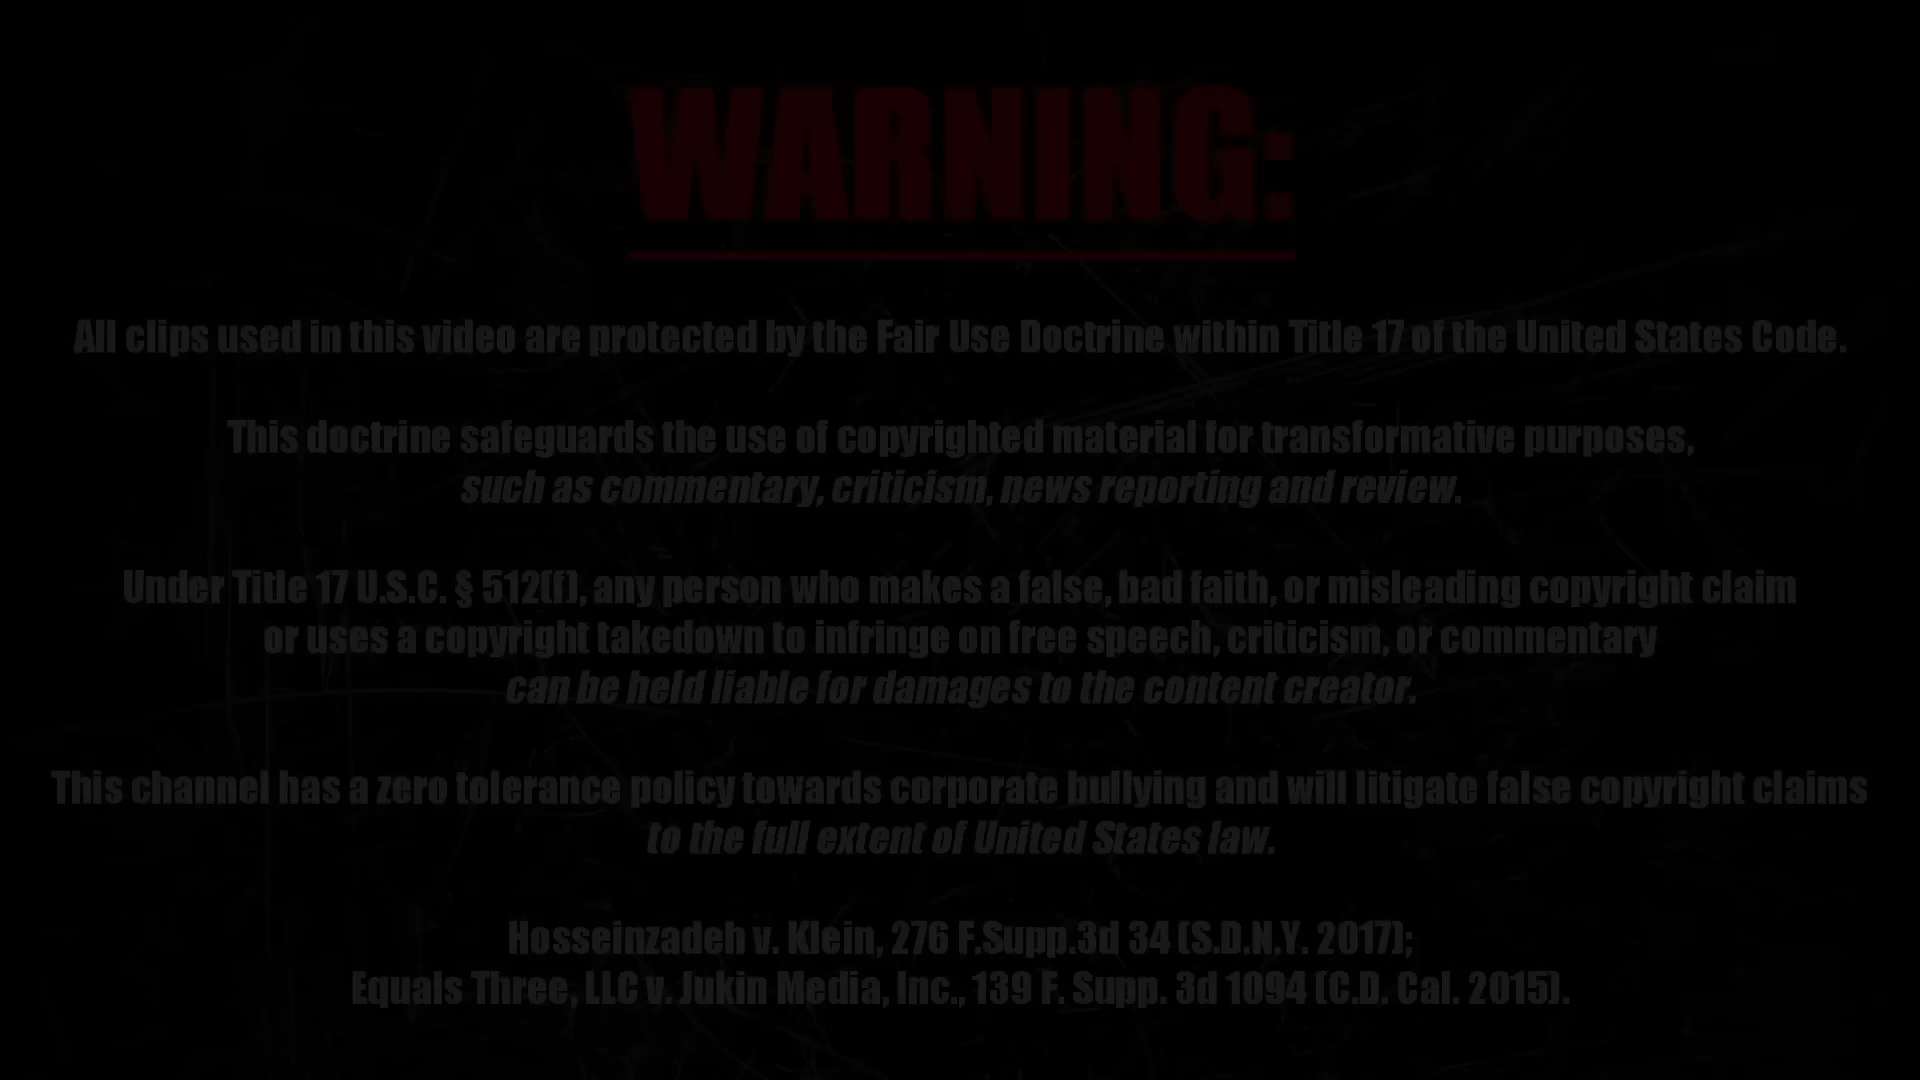 WARNING:
All clips used in this video are protected by the Fair Use Doctrine within Title 17 of the United States Code.
This doctrine safeguards the use of copyrighted material for transformative purposes,
such as commentary, criticism, news reporting and review.
Under Title 17 U.S.C. § 512(f), any person who makes a false, bad faith, or misleading copyright claim
or uses a copyright takedown to infringe on free speech, criticism, or commentary
can be held liable for damages to the content creator.
This channel has a zero tolerance policy towards corporate bullying and will litigate false copyright claims
to the full extent of United States law.
Hosseinzadeh v. Klein, 276 F.Supp.3d 34 (S.D.N.Y. 2017);
Equals Three, LLC v. Jukin Media, Inc., 139 F. Supp. 3d 1094 (C.D. Cal. 2015).